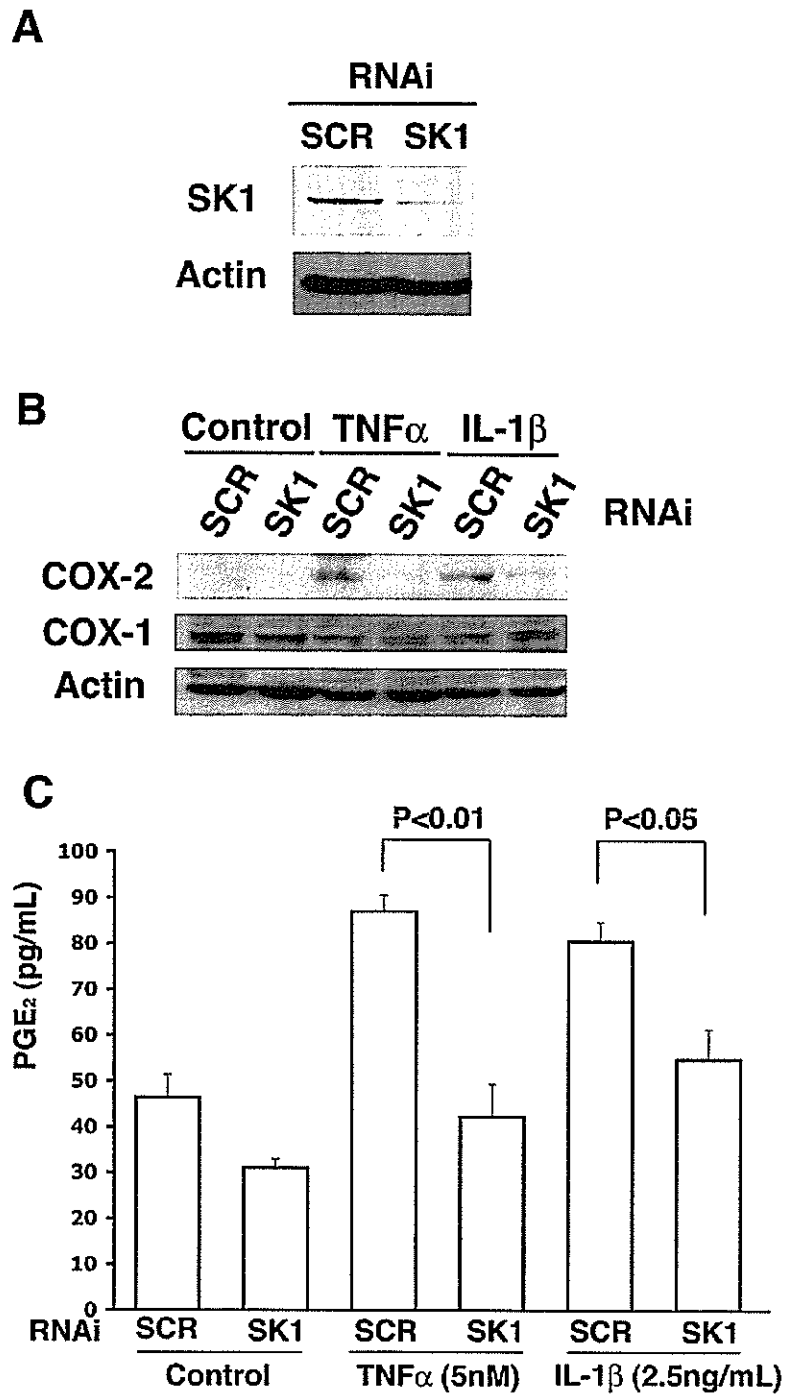 A
RNAi
SCR SK1
SK1
Actin
B
Control TNFα IL-1β
SCR SK1 SCR SK1 SCR SK1 RNAi
COX-2
COX-1
Actin
C
P<0.01 P<0.05
PGE₂ (pg/mL)
100
90
80
70
60
50
40
30
20
10
0
RNAi SCR SK1 SCR SK1 SCR SK1
Control TNFα (5nM) IL-1β (2.5ng/mL)